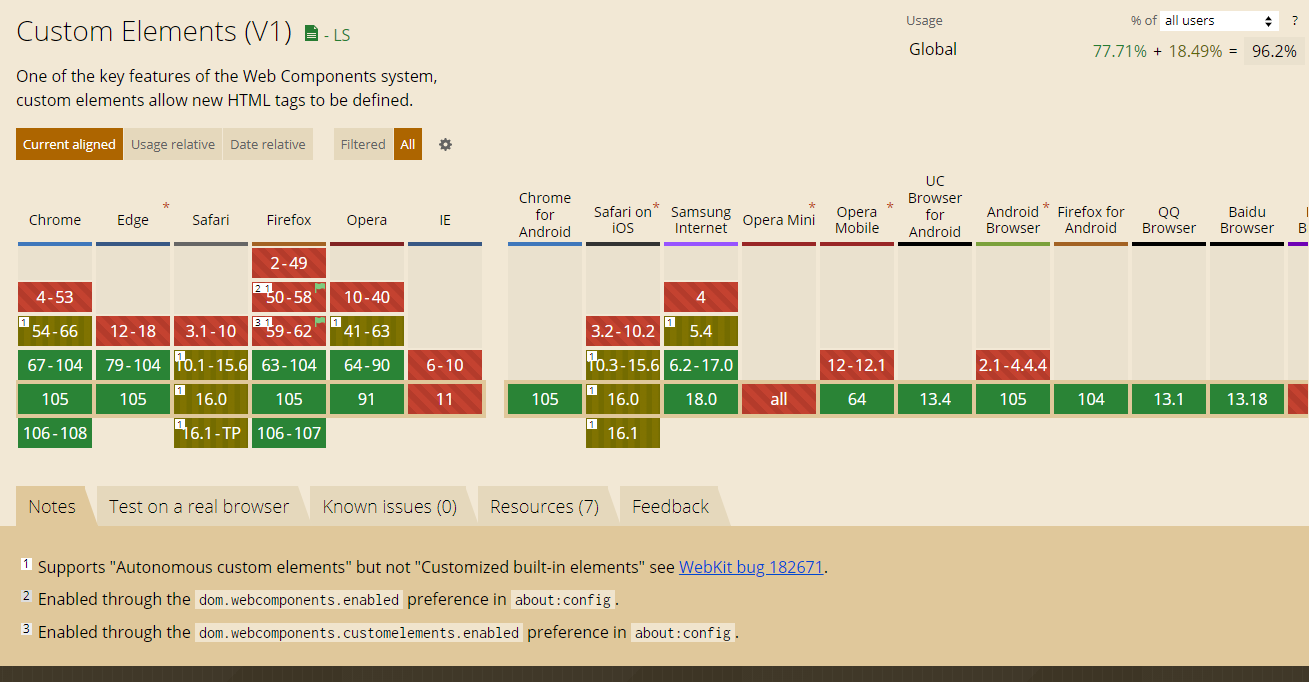 Custom Elements (V1) - LS
Usage % of all users ?
Global 77.71% + 18.49% = 96.2%
One of the key features of the Web Components system,
custom elements allow new HTML tags to be defined.
Current aligned Usage relative Date relative Filtered All
Chrome Edge * Safari Firefox Opera IE Chrome for Android Safari on iOS * Samsung Internet Opera Mini * Opera Mobile * UC Browser for Android Android Browser * Firefox for Android QQ Browser Baidu Browser
2-49
4-53 2 1 50-58 10-40 4
1 54-66 12-18 3.1-10 3 1 59-62 1 41-63 3.2-10.2 1 5.4
67-104 79-104 1 10.1-15.6 63-104 64-90 6-10 1 10.3-15.6 6.2-17.0 12-12.1 2.1-4.4.4
105 105 1 16.0 105 91 11 105 1 16.0 18.0 all 64 13.4 105 104 13.1 13.18
106-108 1 16.1-TP 106-107 1 16.1
Notes Test on a real browser Known issues (0) Resources (7) Feedback
1 Supports "Autonomous custom elements" but not "Customized built-in elements" see WebKit bug 182671.
2 Enabled through the dom.webcomponents.enabled preference in about:config.
3 Enabled through the dom.webcomponents.customelements.enabled preference in about:config.